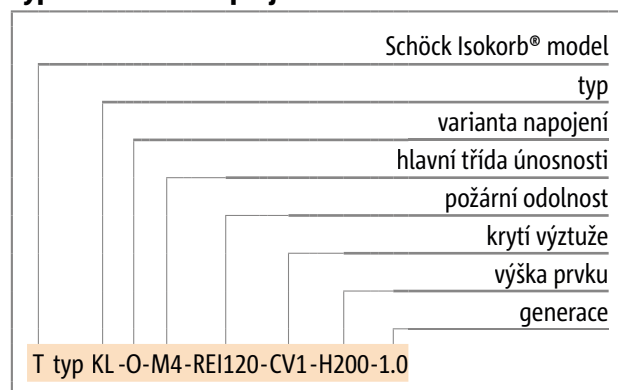 Schöck Isokorb® model
typ
varianta napojení
hlavní třída únosnosti
požární odolnost
krytí výztuže
výška prvku
generace
T typ KL-O-M4-REI120-CV1-H200-1.0